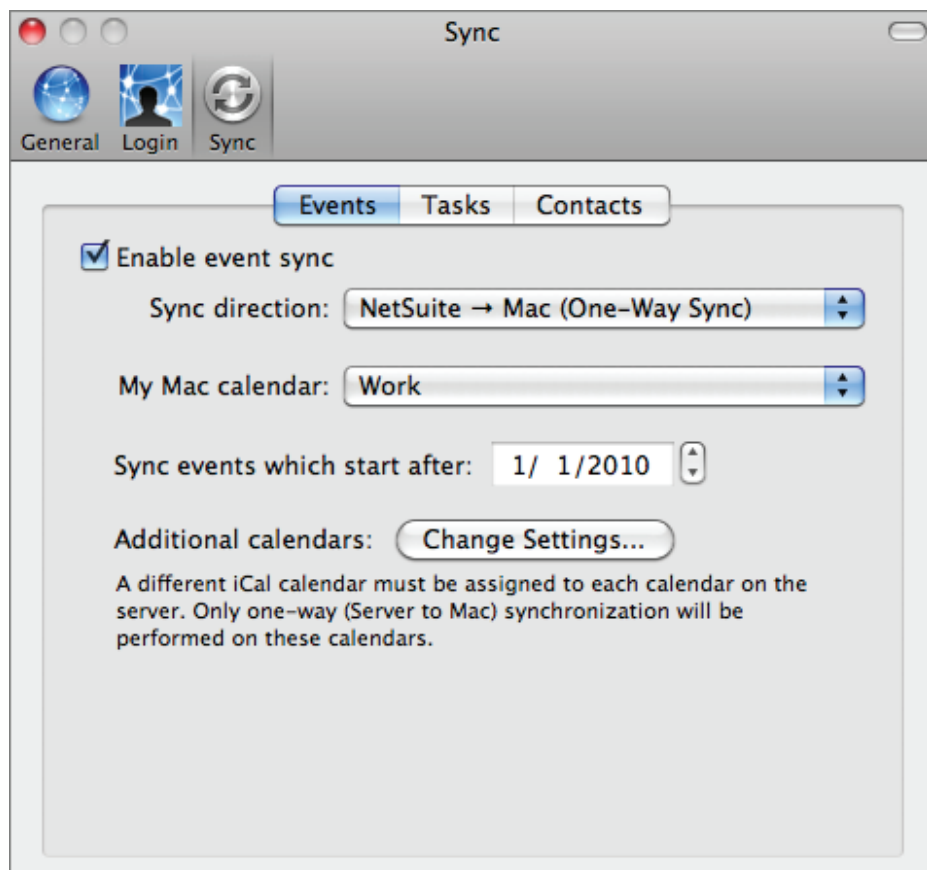 Sync
General Login Sync
Events Tasks Contacts
Enable event sync
Sync direction: NetSuite → Mac (One-Way Sync)
My Mac calendar: Work
Sync events which start after: 1/ 1/2010
Additional calendars: Change Settings...
A different iCal calendar must be assigned to each calendar on the
server. Only one-way (Server to Mac) synchronization will be
performed on these calendars.